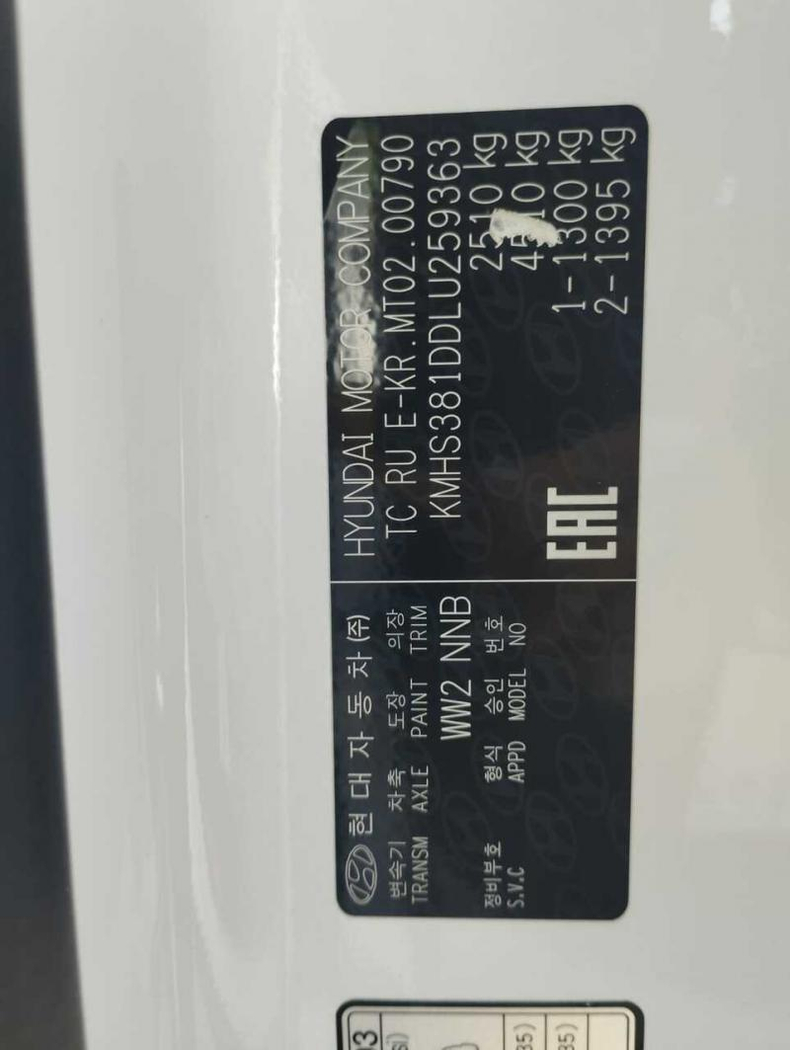 현 대 자 동 차 (주)
변속기 차축 도장 의장
TRANSM AXLE PAINT TRIM
WW2 NNB
정비부호 형식 승인 번호
S.V.C APPD MODEL NO
HYUNDAI MOTOR COMPANY
TC RU E-KR.MT02.00790
KMHS381DDLU259363
2510 kg
kg
1-1300 kg
2-1395 kg
EAC